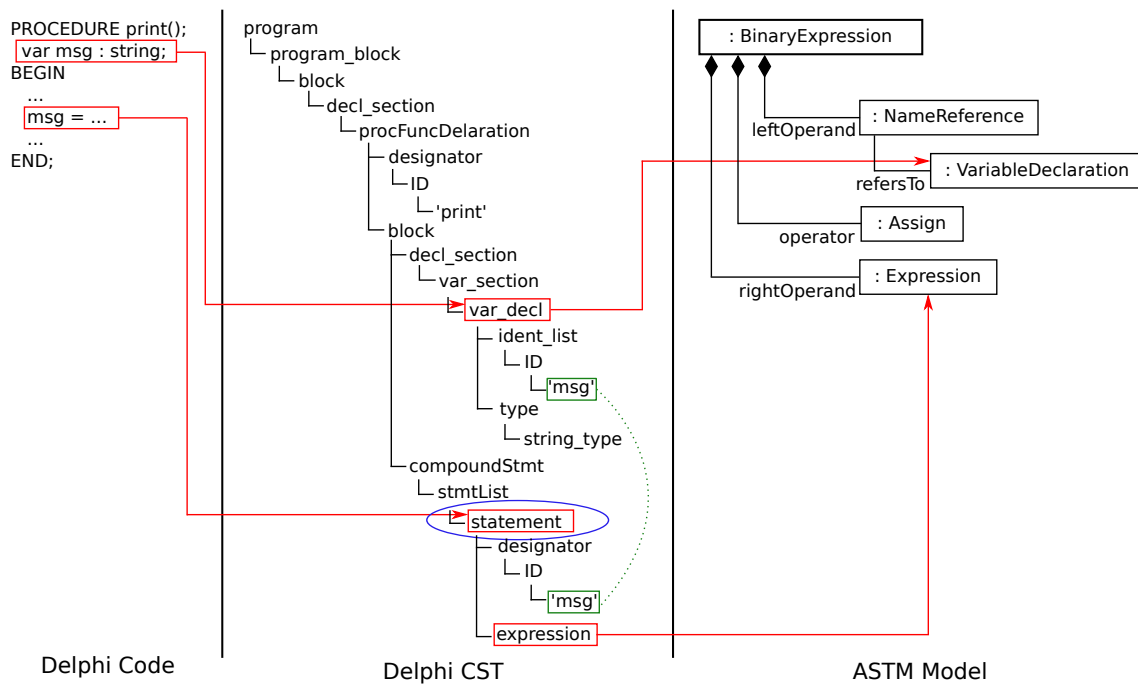 PROCEDURE print();
var msg : string;
BEGIN
...
msg = ...
...
END;
Delphi Code
program
program_block
block
decl_section
procFuncDelaration
designator
ID
'print'
block
decl_section
var_section
var_decl
ident_list
ID
'msg'
type
string_type
compoundStmt
stmtList
statement
designator
ID
'msg'
expression
Delphi CST
: BinaryExpression
leftOperand
: NameReference
refersTo
: VariableDeclaration
operator
: Assign
rightOperand
: Expression
ASTM Model